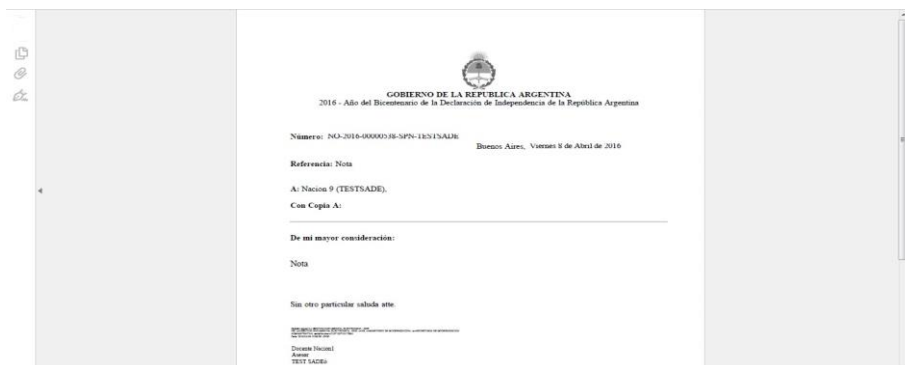 GOBIERNO DE LA REPUBLICA ARGENTINA
2016 - Año del Bicentenario de la Declaración de Independencia de la República Argentina
Número: NO-2016-00000538-SPN-TESTSADE
Buenos Aires, Viernes 8 de Abril de 2016
Referencia: Nota
A: Nacion 9 (TESTSADE),
Con Copia A:
De mi mayor consideración:
Nota
Sin otro particular saluda atte.
Docente Nacion1
Asesor
TEST SADE6